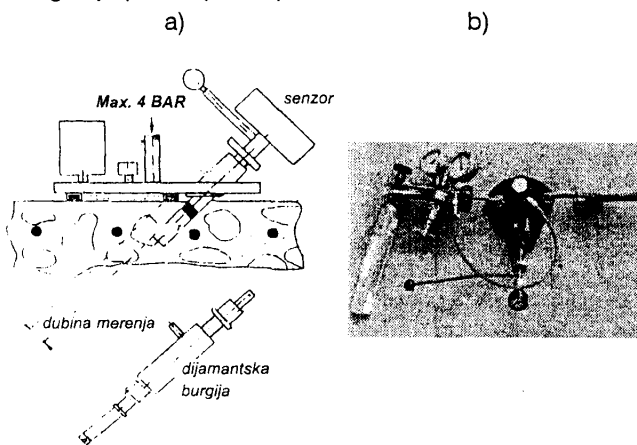 a) b)
Max. 4 BAR
senzor
dubina merenja
dijamantska
burgija